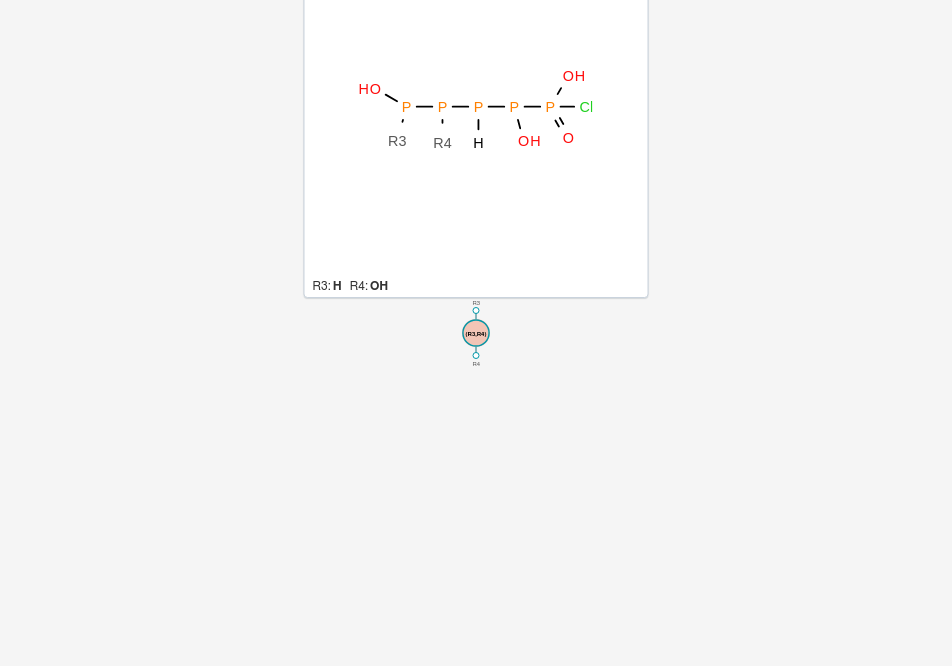 OH
HO
P P P P P Cl
R3 R4 H OH O
R3: H R4: OH
R3
(R3,R4)
R4